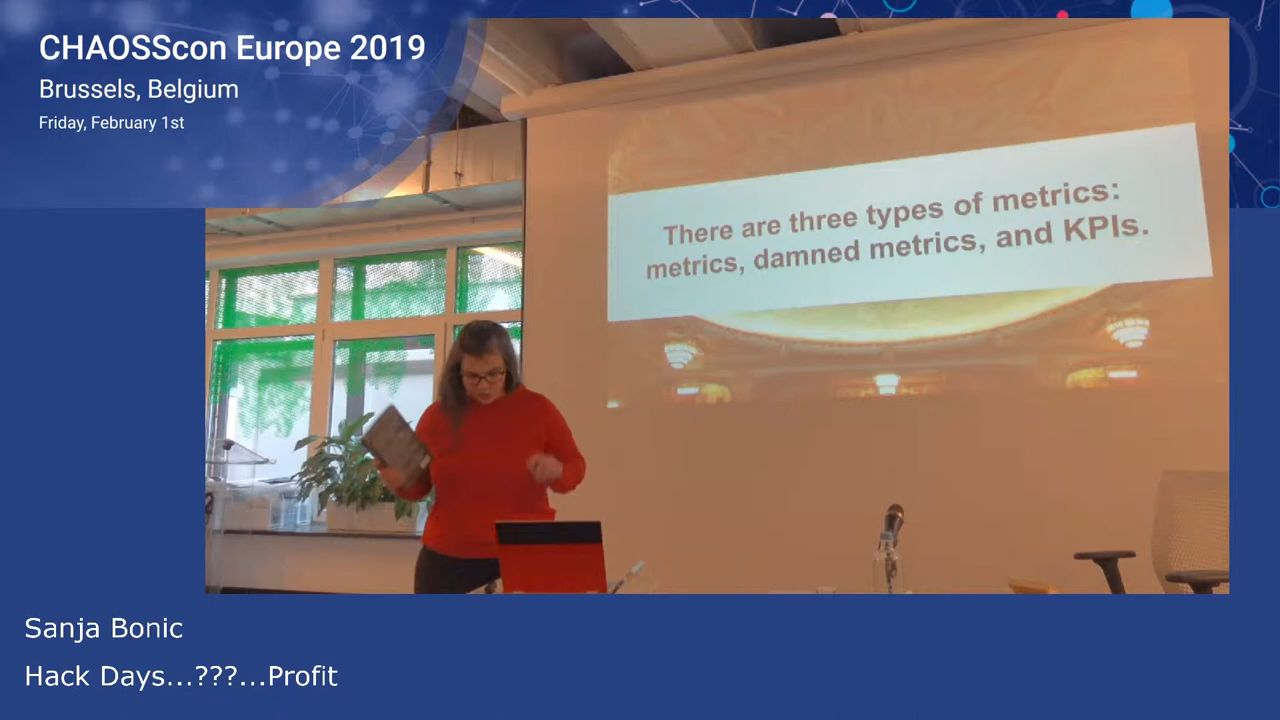 CHAOSScon Europe 2019
Brussels, Belgium
Friday, February 1st
There are three types of metrics:
metrics, damned metrics, and KPIs.
Sanja Bonic
Hack Days...???...Profit